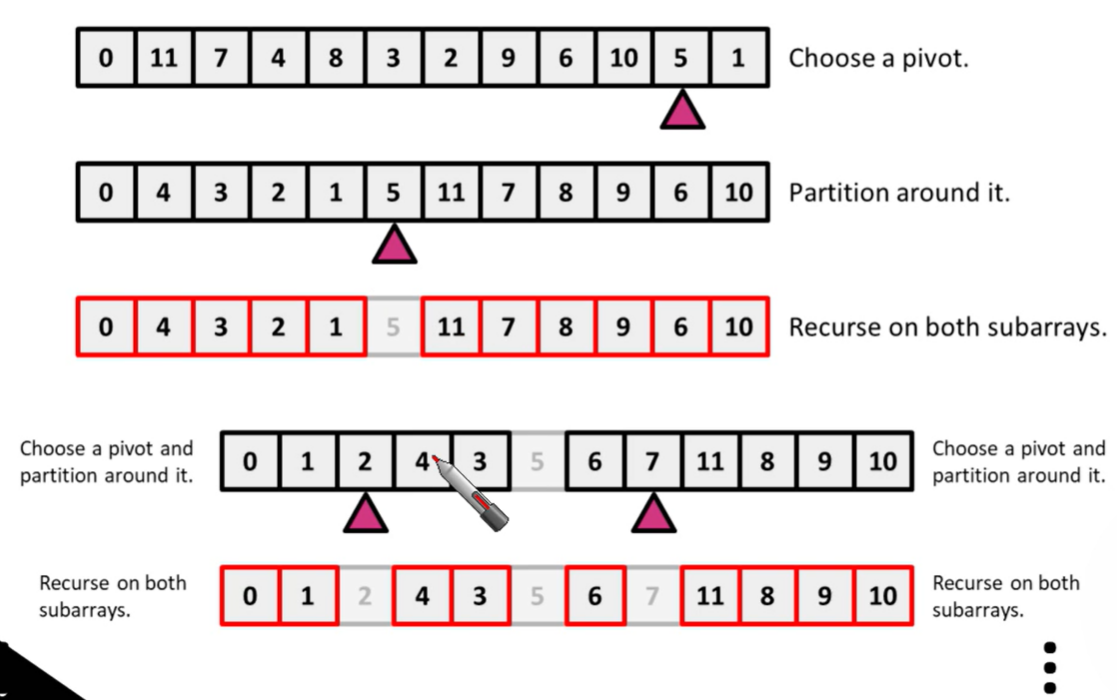 0 11 7 4 8 3 2 9 6 10 5 1 Choose a pivot.
0 4 3 2 1 5 11 7 8 9 6 10 Partition around it.
0 4 3 2 1 5 11 7 8 9 6 10 Recurse on both subarrays.
Choose a pivot and
partition around it.
0 1 2 4 3 5 6 7 11 8 9 10
Choose a pivot and
partition around it.
Recurse on both
subarrays.
0 1 2 4 3 5 6 7 11 8 9 10
Recurse on both
subarrays.